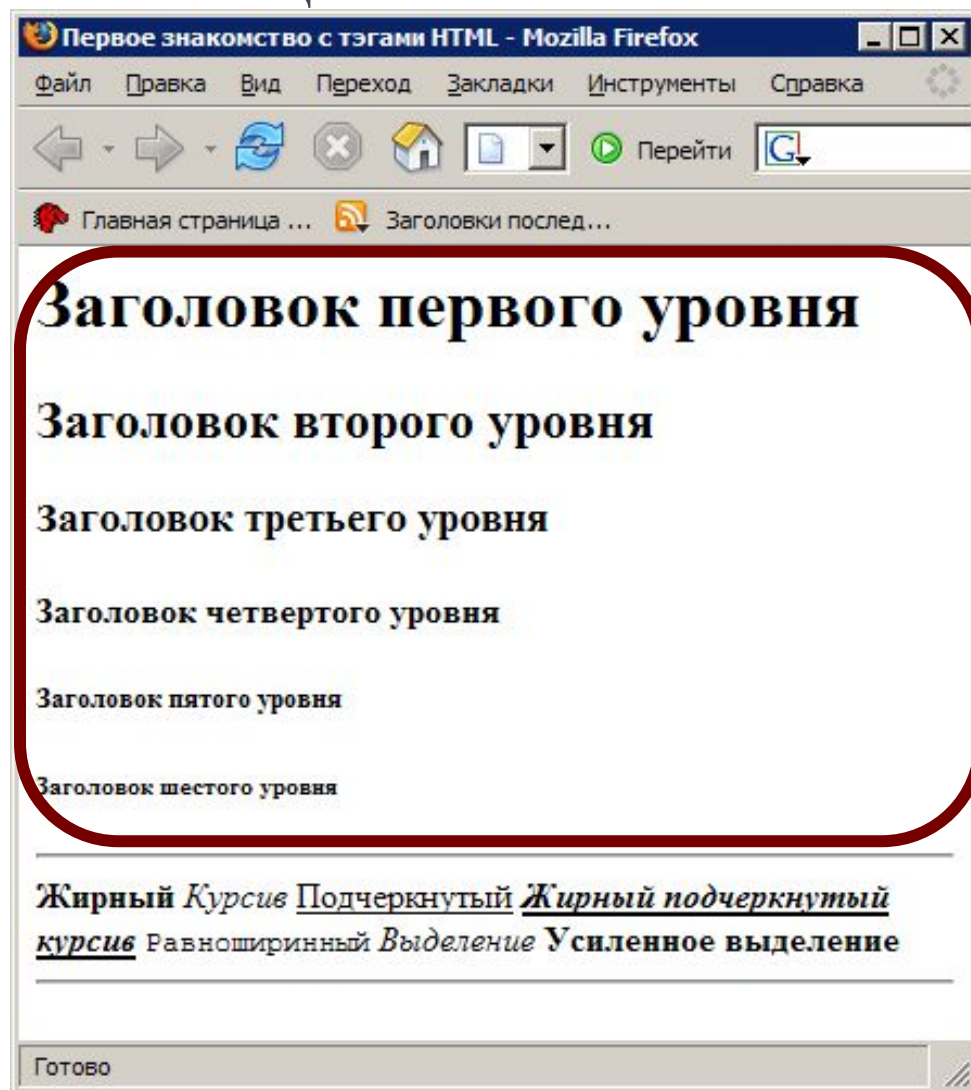 Первое знакомство с тэгами HTML - Mozilla Firefox
Файл Правка Вид Переход Закладки Инструменты Справка
Перейти G
Главная страница ... Заголовки послед...
Заголовок первого уровня
Заголовок второго уровня
Заголовок третьего уровня
Заголовок четвертого уровня
Заголовок пятого уровня
Заголовок шестого уровня
Жирный Курсив Подчеркнутый Жирный подчеркнутый
курсив Равноширинный Выделение Усиленное выделение
Готово